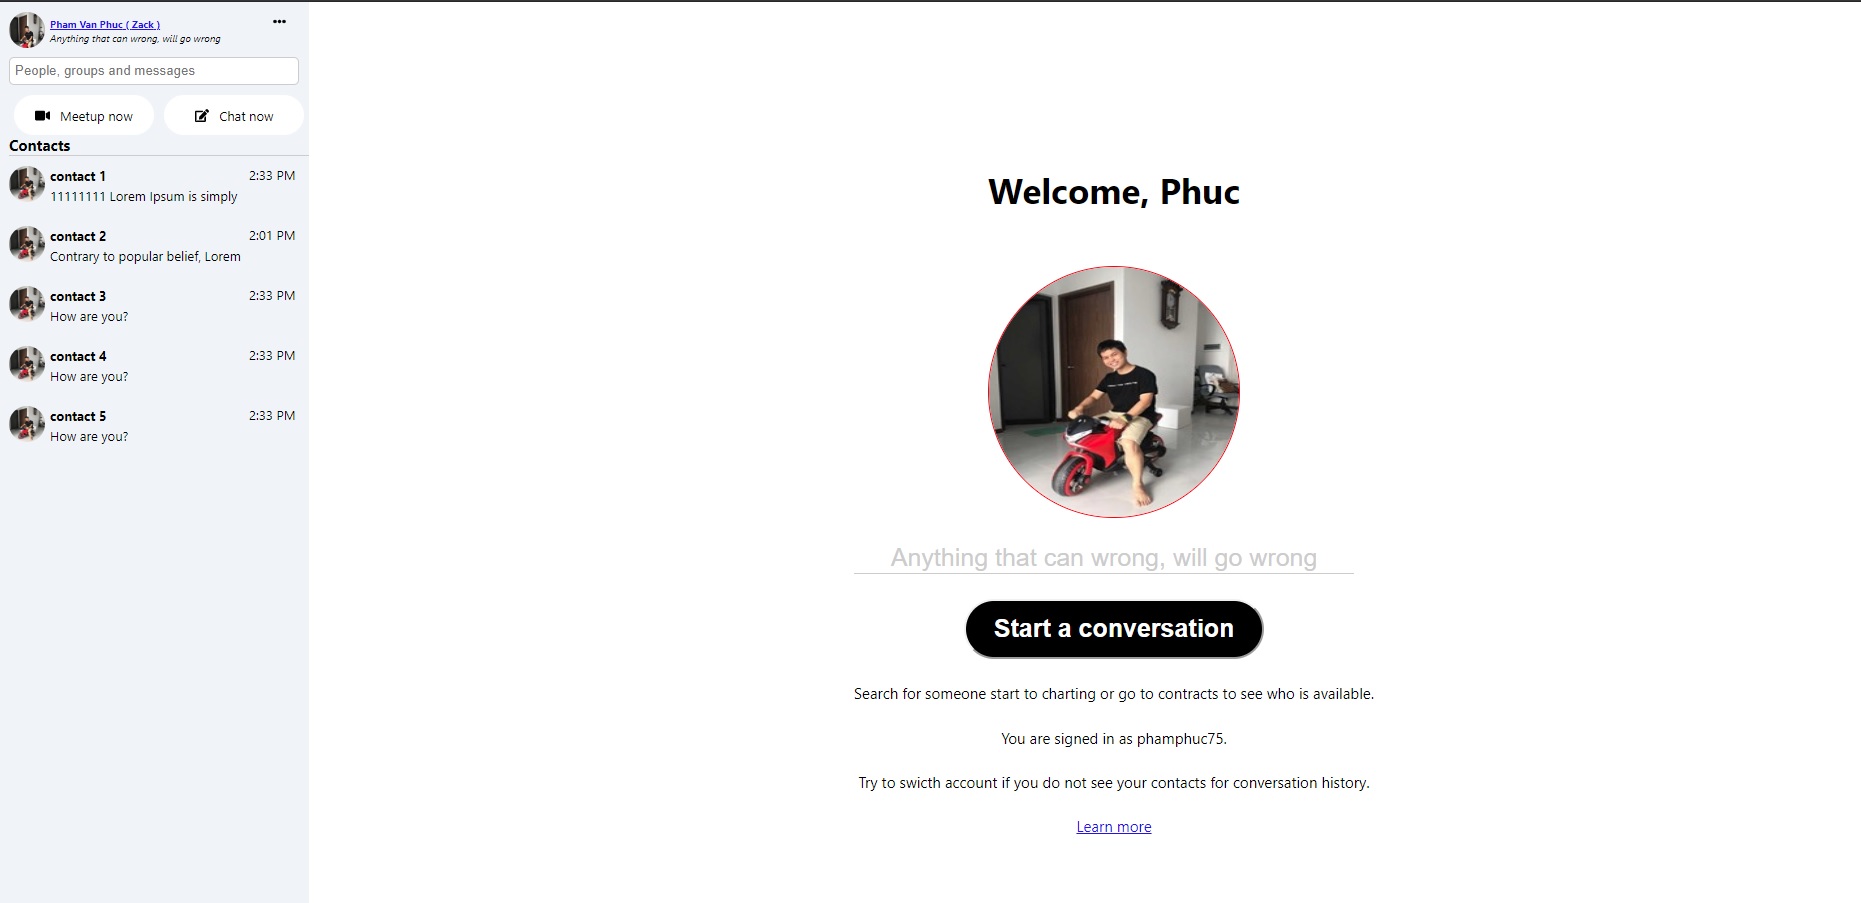 Pham Van Phuc ( Zack )
Anything that can wrong, will go wrong
People, groups and messages
Meetup now
Chat now
Contacts
contact 1
2:33 PM
11111111 Lorem Ipsum is simply
contact 2
2:01 PM
Contrary to popular belief, Lorem
contact 3
2:33 PM
How are you?
contact 4
2:33 PM
How are you?
contact 5
2:33 PM
How are you?
Welcome, Phuc
Anything that can wrong, will go wrong
Start a conversation
Search for someone start to charting or go to contracts to see who is available.
You are signed in as phamphuc75.
Try to swicth account if you do not see your contacts for conversation history.
Learn more